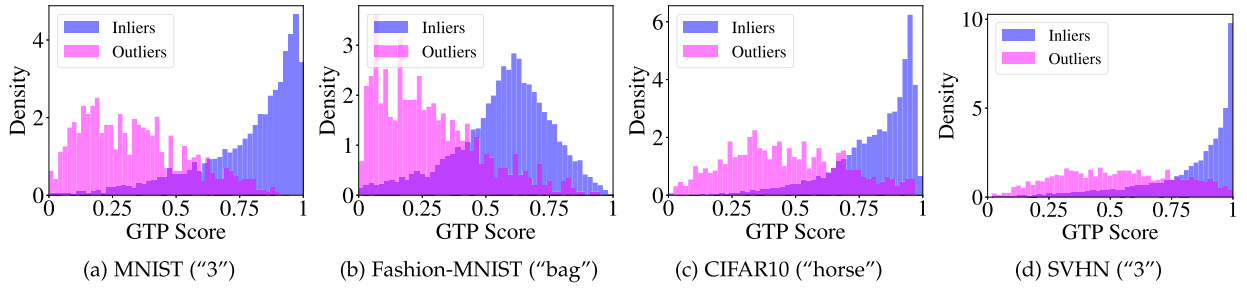 4
2
0
Density
Inliers
Outliers
0 0.25 0.5 0.75 1
GTP Score
(a) MNIST (“3”)
3
2
1
0
Density
Inliers
Outliers
0 0.25 0.5 0.75 1
GTP Score
(b) Fashion-MNIST (“bag”)
6
4
2
0
Density
Inliers
Outliers
0 0.25 0.5 0.75 1
GTP Score
(c) CIFAR10 (“horse”)
10
5
0
Density
Inliers
Outliers
0 0.25 0.5 0.75 1
GTP Score
(d) SVHN (“3”)